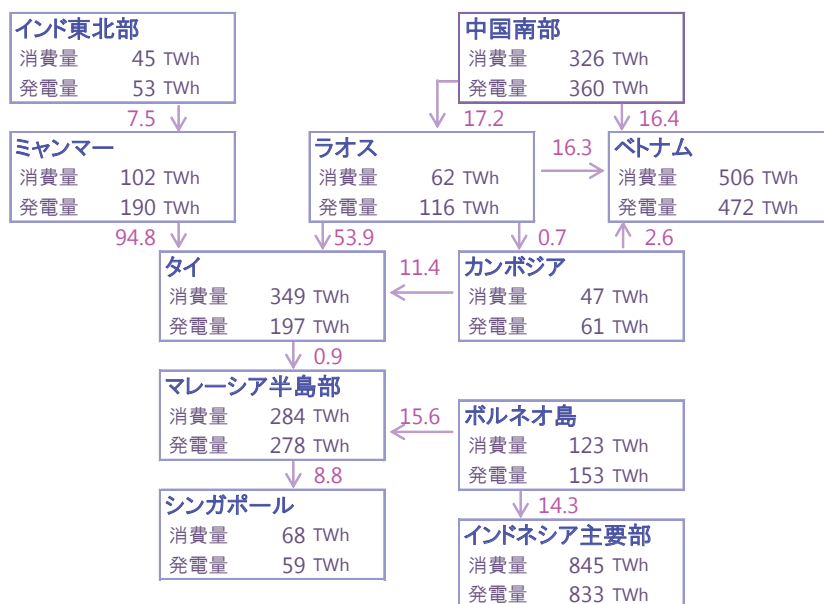 インド東北部
消費量 45 TWh
発電量 53 TWh
中国南部
消費量 326 TWh
発電量 360 TWh
7.5
17.2
16.4
ミャンマー
消費量 102 TWh
発電量 190 TWh
ラオス
消費量 62 TWh
発電量 116 TWh
16.3
ベトナム
消費量 506 TWh
発電量 472 TWh
94.8
53.9
0.7
2.6
タイ
消費量 349 TWh
発電量 197 TWh
11.4
カンボジア
消費量 47 TWh
発電量 61 TWh
0.9
マレーシア半島部
消費量 284 TWh
発電量 278 TWh
15.6
ボルネオ島
消費量 123 TWh
発電量 153 TWh
8.8
14.3
シンガポール
消費量 68 TWh
発電量 59 TWh
インドネシア主要部
消費量 845 TWh
発電量 833 TWh